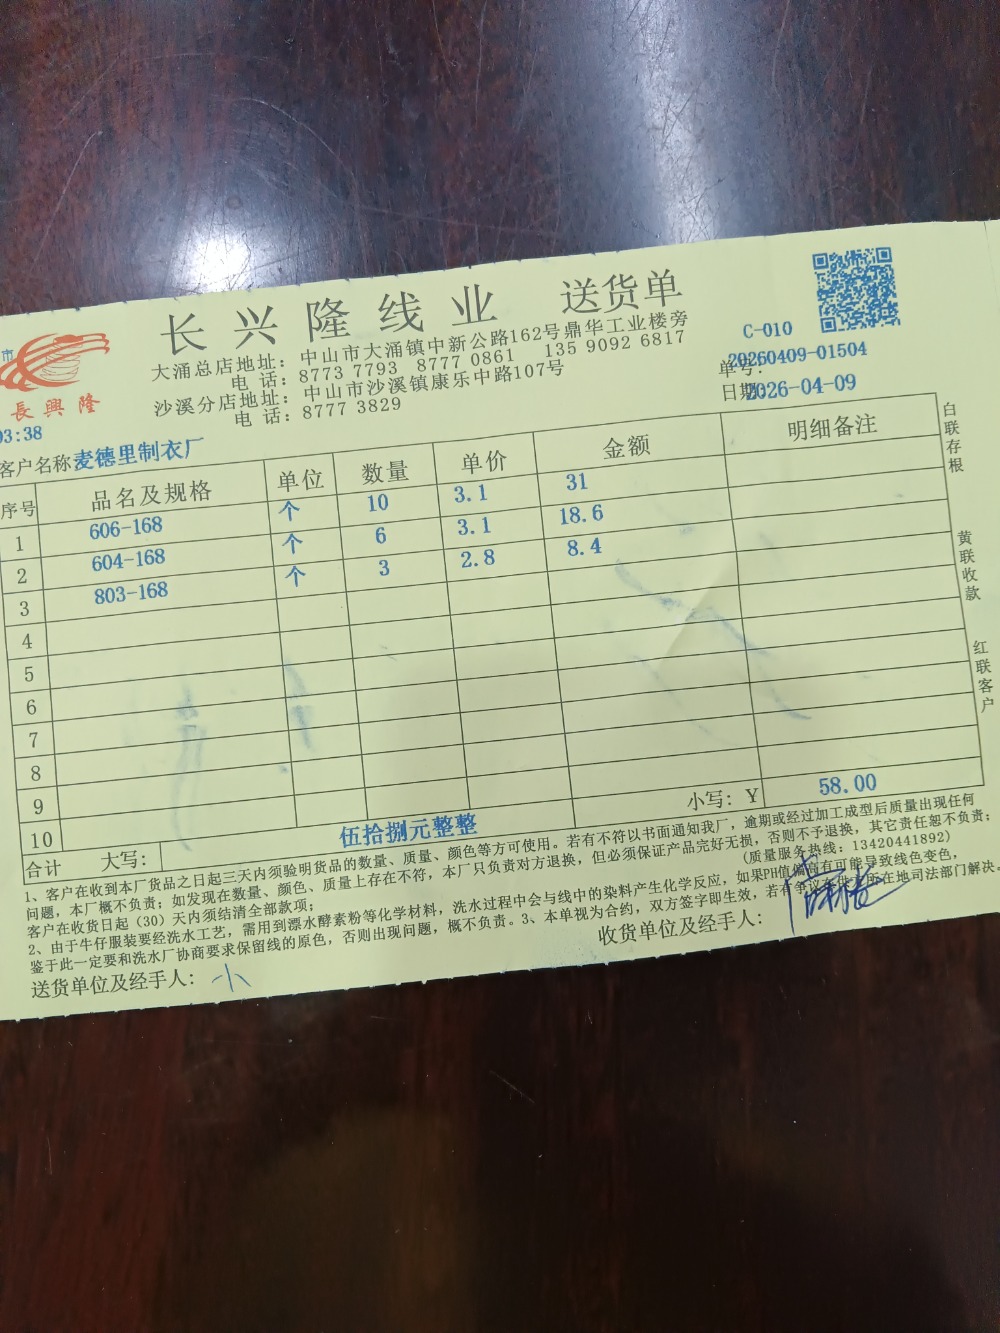 长兴隆线业 送货单
大涌总店地址：中山市大涌镇中新公路162号鼎华工业楼旁
电 话：8773 7793 8777 0861 135 9092 6817
沙溪分店地址：中山市沙溪镇康乐中路107号
电 话：8777 3829
市
長興隆
C-010
单号：20260409-01504
日期：2026-04-09
03:38
客户名称 麦德里制衣厂
序号 品名及规格 单位 数量 单价 金额 明细备注
1 606-168 个 10 3.1 31
2 604-168 个 6 3.1 18.6
3 803-168 个 3 2.8 8.4
4
5
6
7
8
9
10
合计 大写： 伍拾捌元整整 小写：Y 58.00
白联存根
黄联收款
红联客户
1、客户在收到本厂货品之日起三天内须验明货品的数量、质量、颜色等方可使用。若有不符以书面通知我厂，逾期或经过加工成型后质量出现任何
问题，本厂概不负责；如发现在数量、颜色、质量上存在不符，本厂只负责对方退换，但必须保证产品完好无损，否则不予退换，其它责任恕不负责；
客户在收货日起（30）天内须结清全部款项；
(质量服务热线：13420441892)
2、由于牛仔服装要经洗水工艺，需用到漂水酵素粉等化学材料，洗水过程中会与线中的染料产生化学反应，如果PH值偏高有可能导致线色变色，
鉴于此一定要和洗水厂协商要求保留线的原色，否则出现问题，概不负责。3、本单视为合约，双方签字即生效，若有争议在供方所在地司法部门解决。
送货单位及经手人：小
收货单位及经手人：